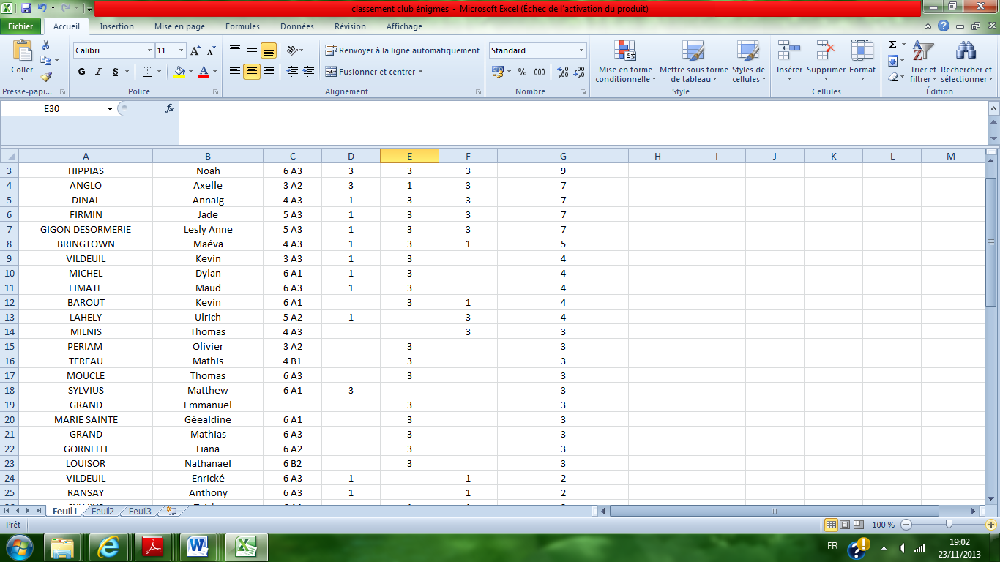 classement club énigmes - Microsoft Excel (Échec de l'activation du produit)
Fichier Accueil Insertion Mise en page Formules Données Révision Affichage
Coller
Presse-papi...
Calibri 11
G I S A
Police
Renvoyer à la ligne automatiquement
Fusionner et centrer
Alignement
Standard
% 000
Nombre
Mise en forme conditionnelle
Mettre sous forme de tableau
Styles de cellules
Style
Insérer Supprimer Format
Cellules
Σ
Trier et filtrer
Rechercher et sélectionner
Édition
E30 fx
A B C D E F G H I J K L M
3 HIPPIAS Noah 6 A3 3 3 3 9
4 ANGLO Axelle 3 A2 3 1 3 7
5 DINAL Annaig 4 A3 1 3 3 7
6 FIRMIN Jade 5 A3 1 3 3 7
7 GIGON DESORMERIE Lesly Anne 5 A3 1 3 3 7
8 BRINGTOWN Maéva 4 A3 1 3 1 5
9 VILDEUIL Kevin 3 A3 1 3 4
10 MICHEL Dylan 6 A1 1 3 4
11 FIMATE Maud 6 A3 1 3 4
12 BAROUT Kevin 6 A1 3 1 4
13 LAHELY Ulrich 5 A2 1 3 4
14 MILNIS Thomas 4 A3 3 3
15 PERIAM Olivier 3 A2 3 3
16 TEREAU Mathis 4 B1 3 3
17 MOUCLE Thomas 6 A3 3 3
18 SYLVIUS Matthew 6 A1 3 3
19 GRAND Emmanuel 3 3
20 MARIE SAINTE Géealdine 6 A1 3 3
21 GRAND Mathias 6 A3 3 3
22 GORNELLI Liana 6 A2 3 3
23 LOUISOR Nathanael 6 B2 3 3
24 VILDEUIL Enrické 6 A3 1 1 2
25 RANSAY Anthony 6 A3 1 1 2
Feuil1 Feuil2 Feuil3
Prêt 100 %
FR 19:02
23/11/2013